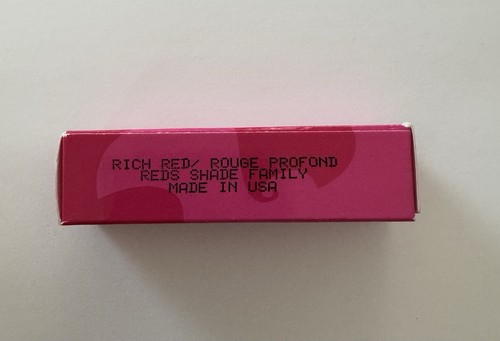 RICH RED/ ROUGE PROFOND
REDS SHADE FAMILY
MADE IN USA